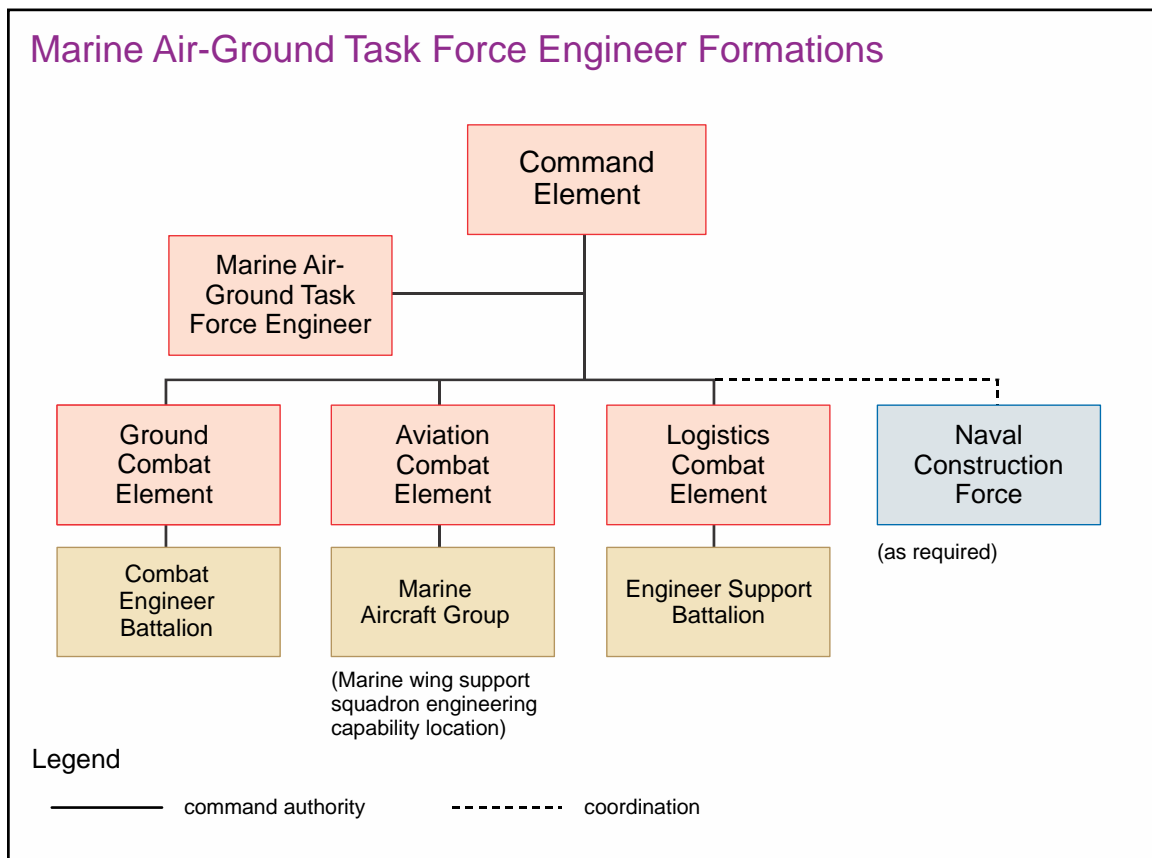 Marine Air-Ground Task Force Engineer Formations
Command
Element
Marine Air-
Ground Task
Force Engineer
Ground
Combat
Element
Aviation
Combat
Element
Logistics
Combat
Element
Naval
Construction
Force
(as required)
Combat
Engineer
Battalion
Marine
Aircraft Group
Engineer Support
Battalion
(Marine wing support
squadron engineering
capability location)
Legend
command authority
coordination